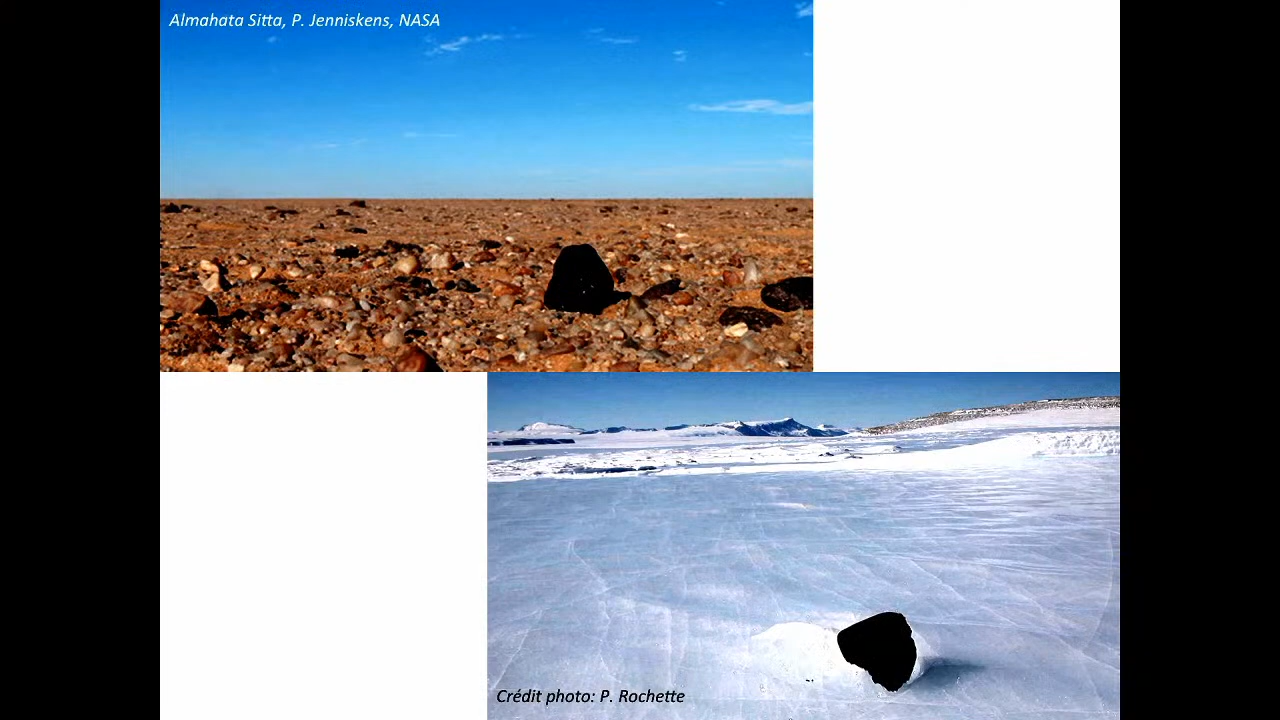 Almahata Sitta, P. Jenniskens, NASA
Crédit photo: P. Rochette